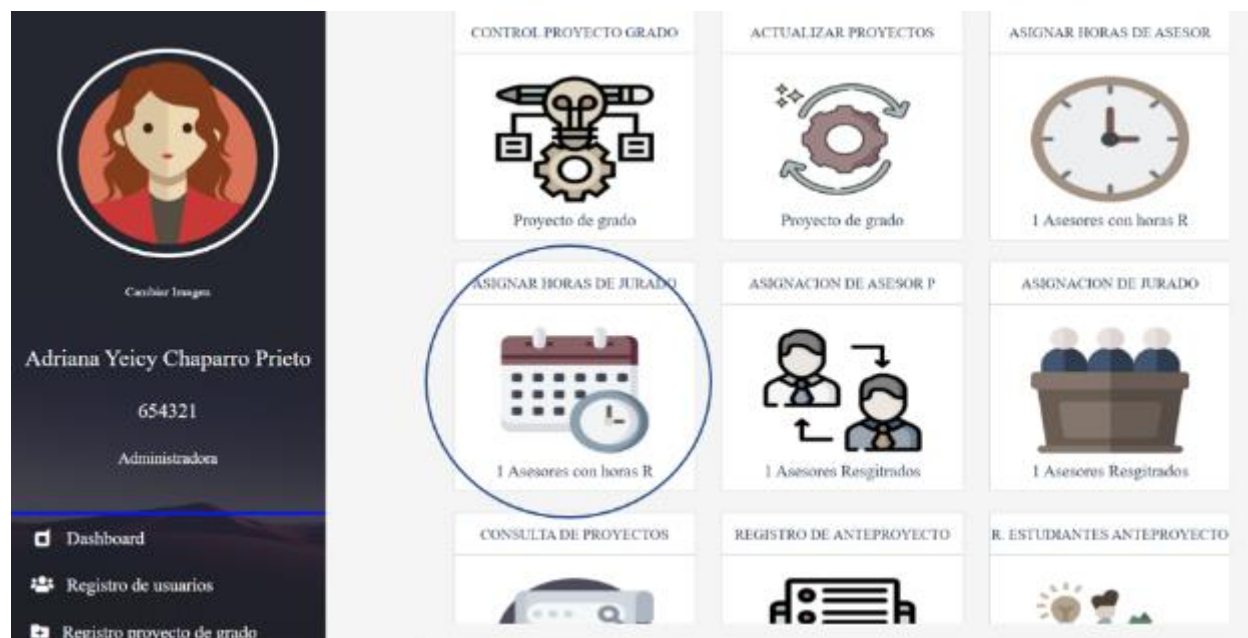 Cambiar Imagen
Adriana Yeicy Chaparro Prieto
654321
Administradora
Dashboard
Registro de usuarios
Registro proyecto de grado
CONTROL PROYECTO GRADO
ACTUALIZAR PROYECTOS
ASIGNAR HORAS DE ASESOR
Proyecto de grado
Proyecto de grado
1 Asesores con horas R
ASIGNAR HORAS DE JURADO
ASIGNACION DE ASESOR P
ASIGNACION DE JURADO
1 Asesores con horas R
1 Asesores Resgitrados
1 Asesores Resgitrados
CONSULTA DE PROYECTOS
REGISTRO DE ANTEPROYECTO
R. ESTUDIANTES ANTEPROYECTO